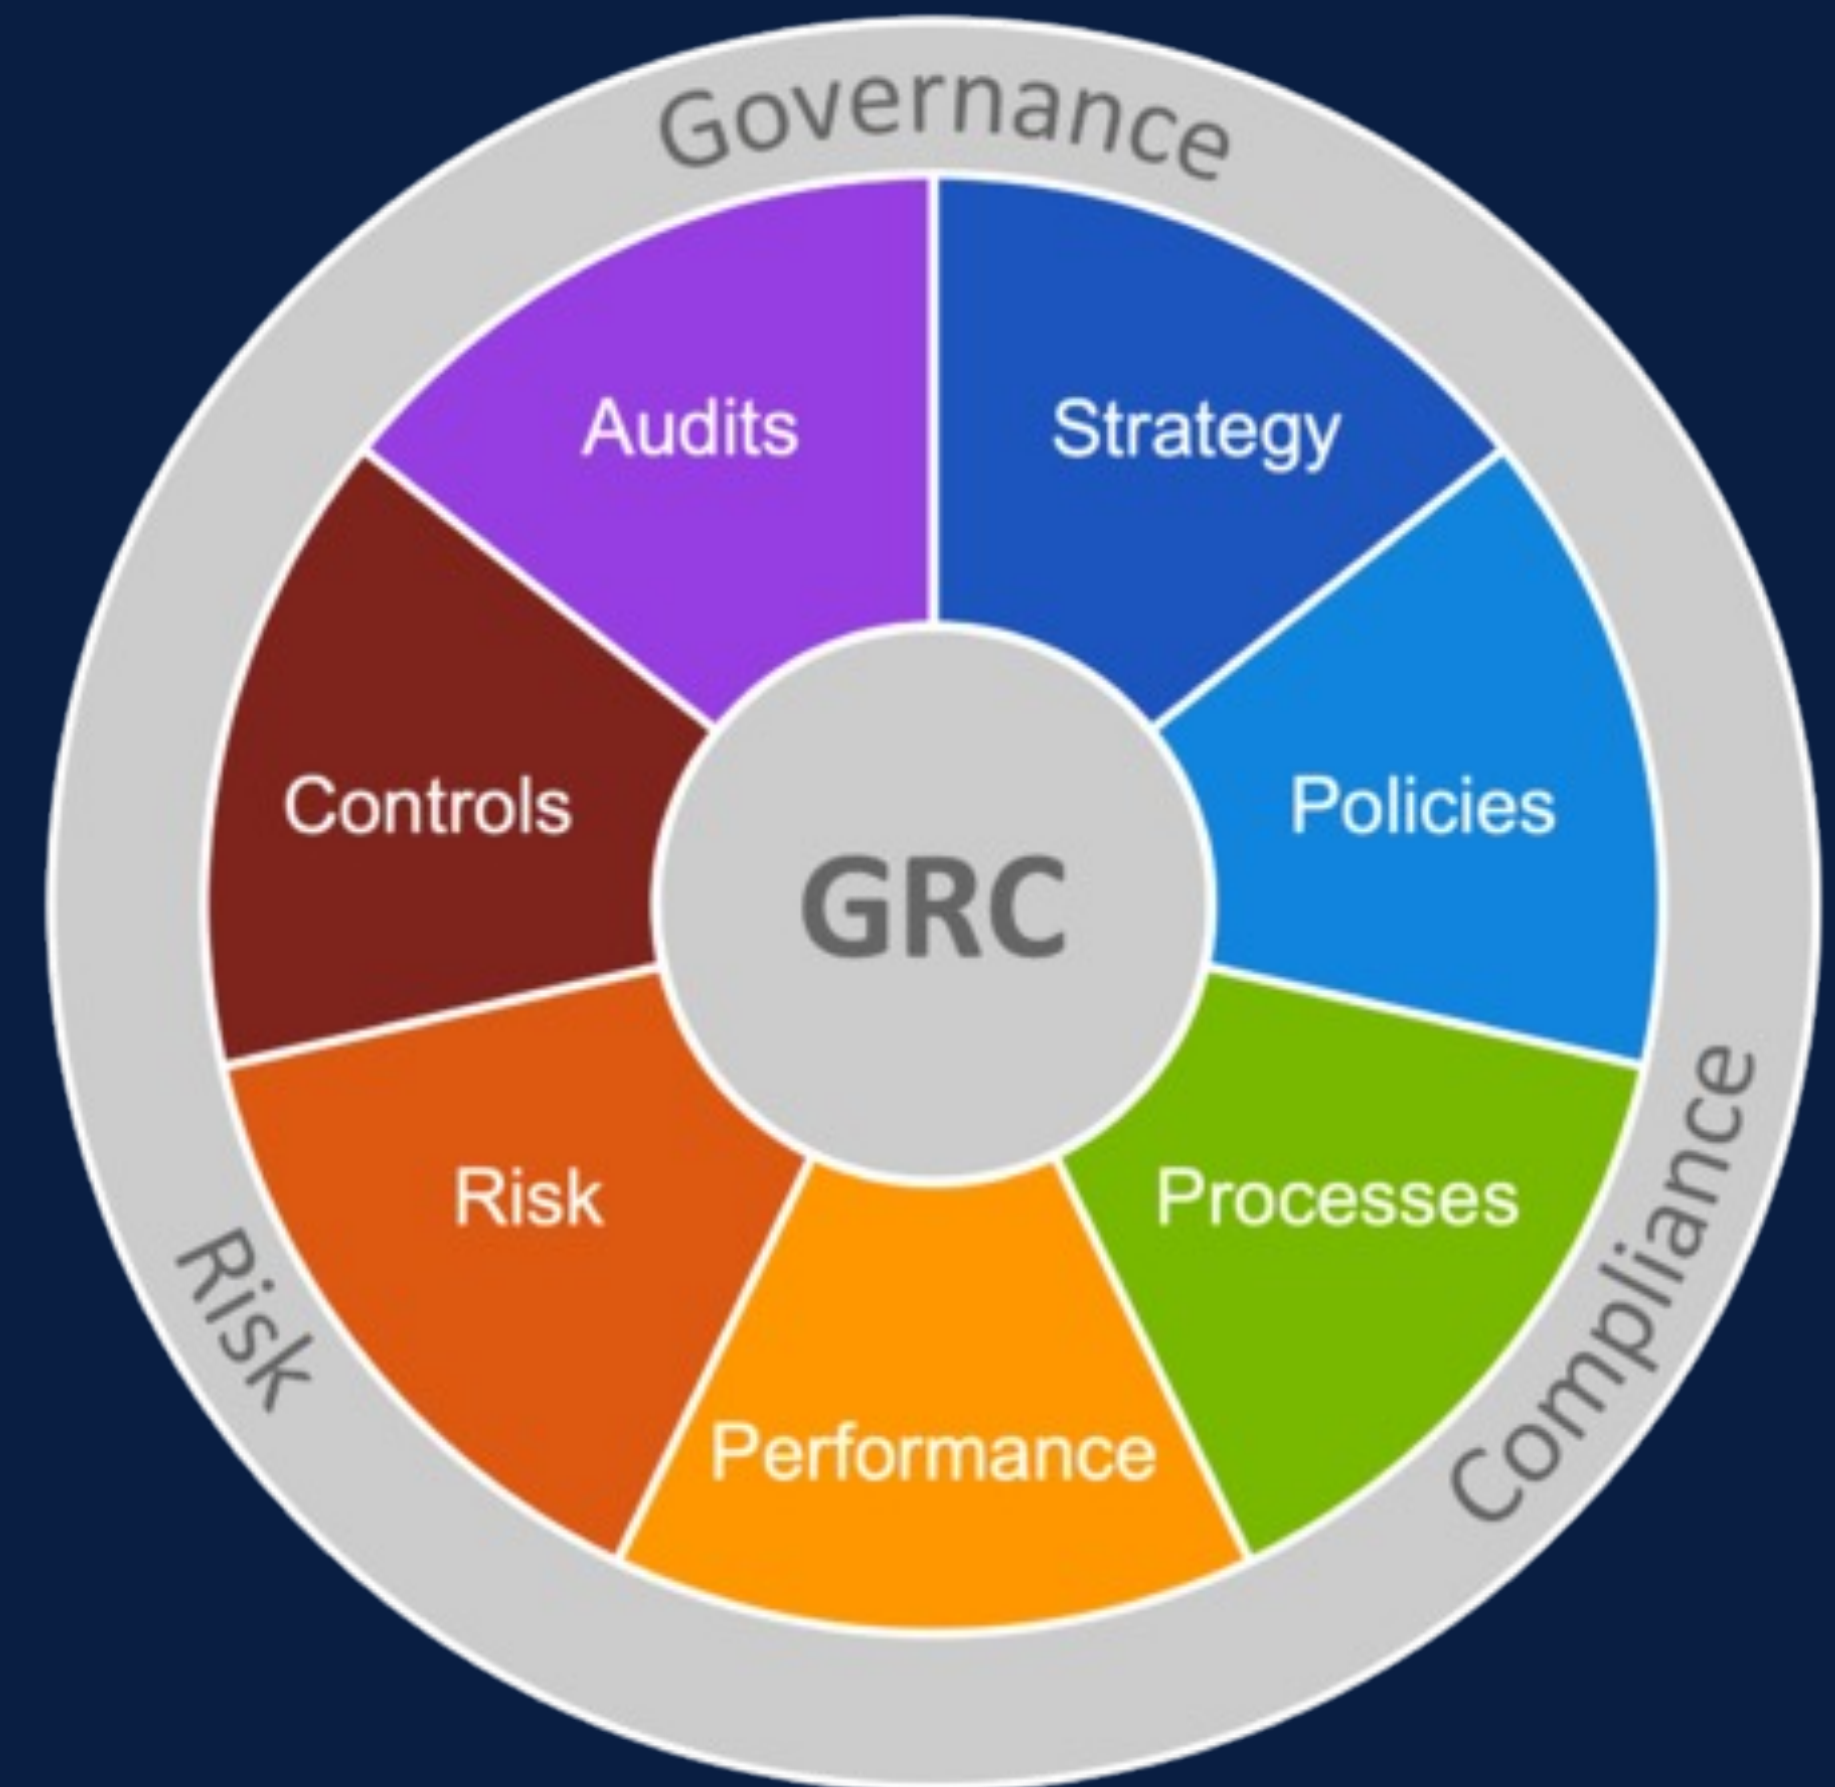 Governance
Audits
Strategy
Controls
Policies
GRC
Risk
Processes
Performance
Risk
Compliance